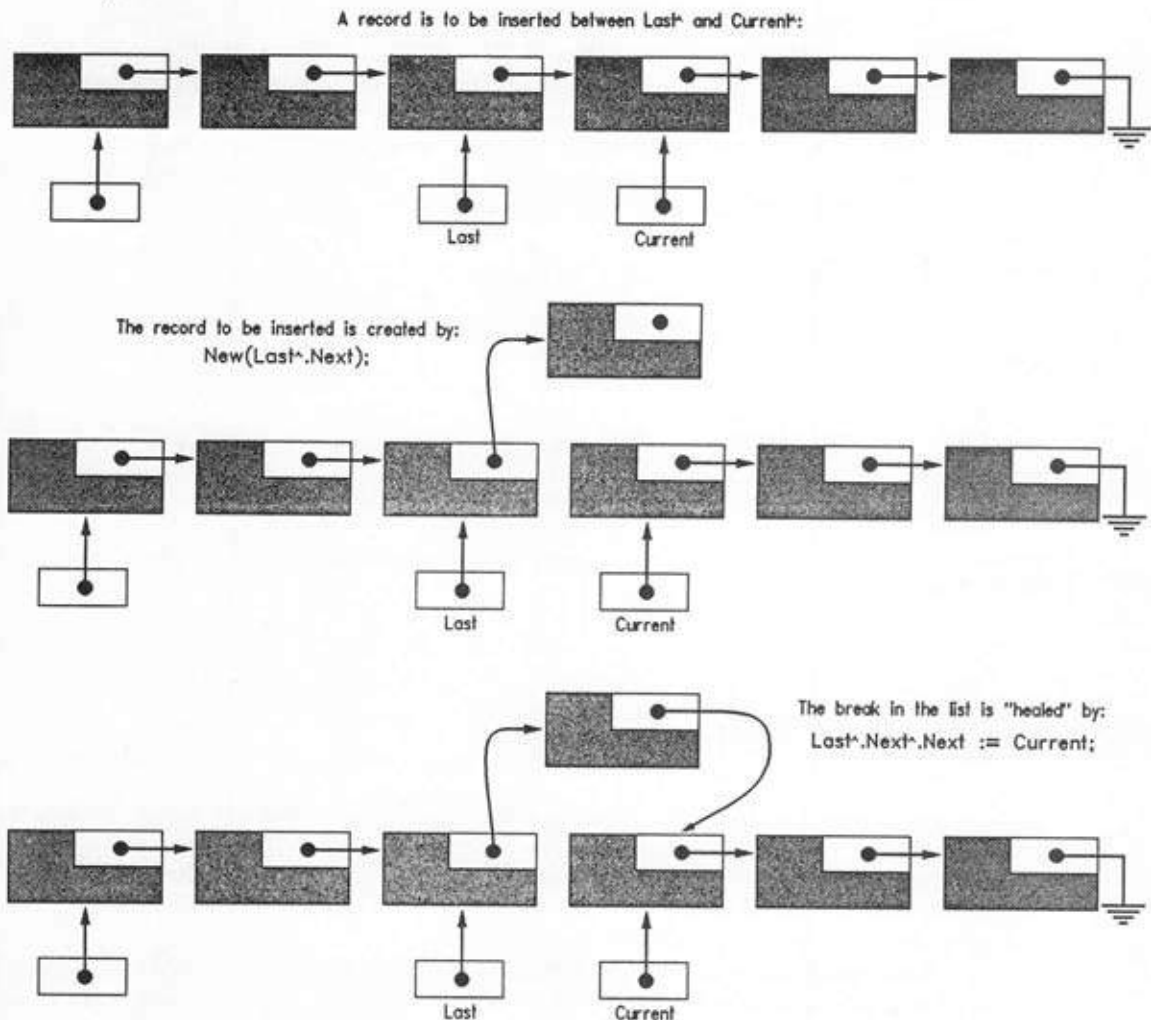 A record is to be inserted between Last^ and Current^:
Last
Current
The record to be inserted is created by:
New(Last^.Next);
Last
Current
The break in the list is "healed" by:
Last^.Next^.Next := Current;
Last
Current